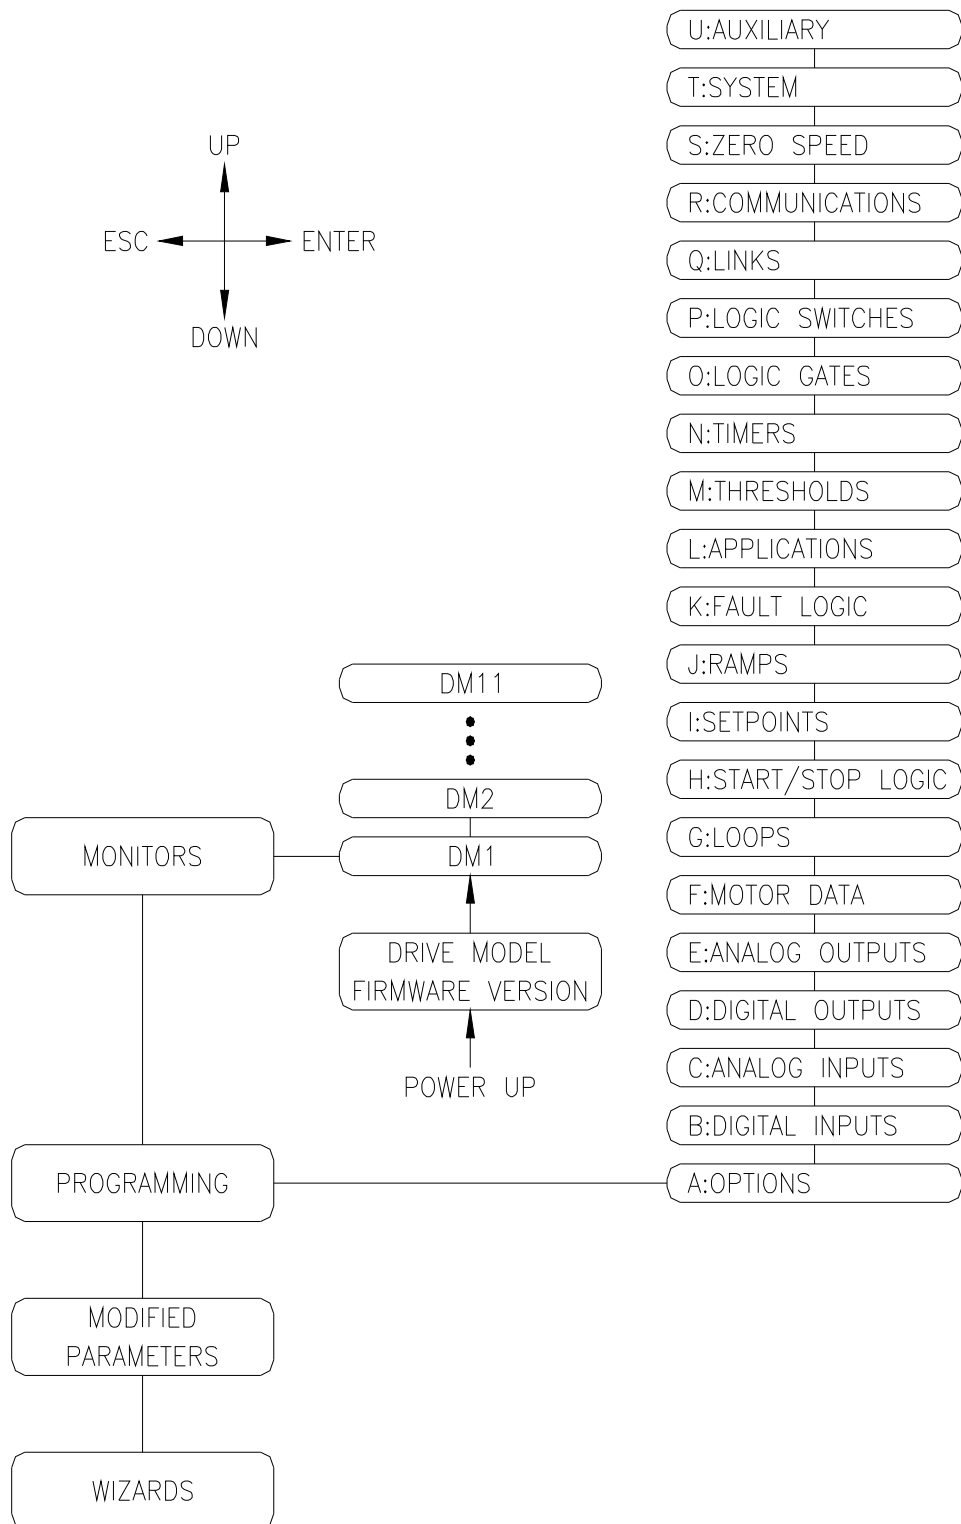 U:AUXILIARY
T:SYSTEM
S:ZERO SPEED
R:COMMUNICATIONS
Q:LINKS
P:LOGIC SWITCHES
O:LOGIC GATES
N:TIMERS
M:THRESHOLDS
L:APPLICATIONS
K:FAULT LOGIC
J:RAMPS
I:SETPOINTS
H:START/STOP LOGIC
G:LOOPS
F:MOTOR DATA
E:ANALOG OUTPUTS
D:DIGITAL OUTPUTS
C:ANALOG INPUTS
B:DIGITAL INPUTS
A:OPTIONS
UP
ESC
ENTER
DOWN
DM11
DM2
DM1
DRIVE MODEL
FIRMWARE VERSION
POWER UP
MONITORS
PROGRAMMING
MODIFIED
PARAMETERS
WIZARDS